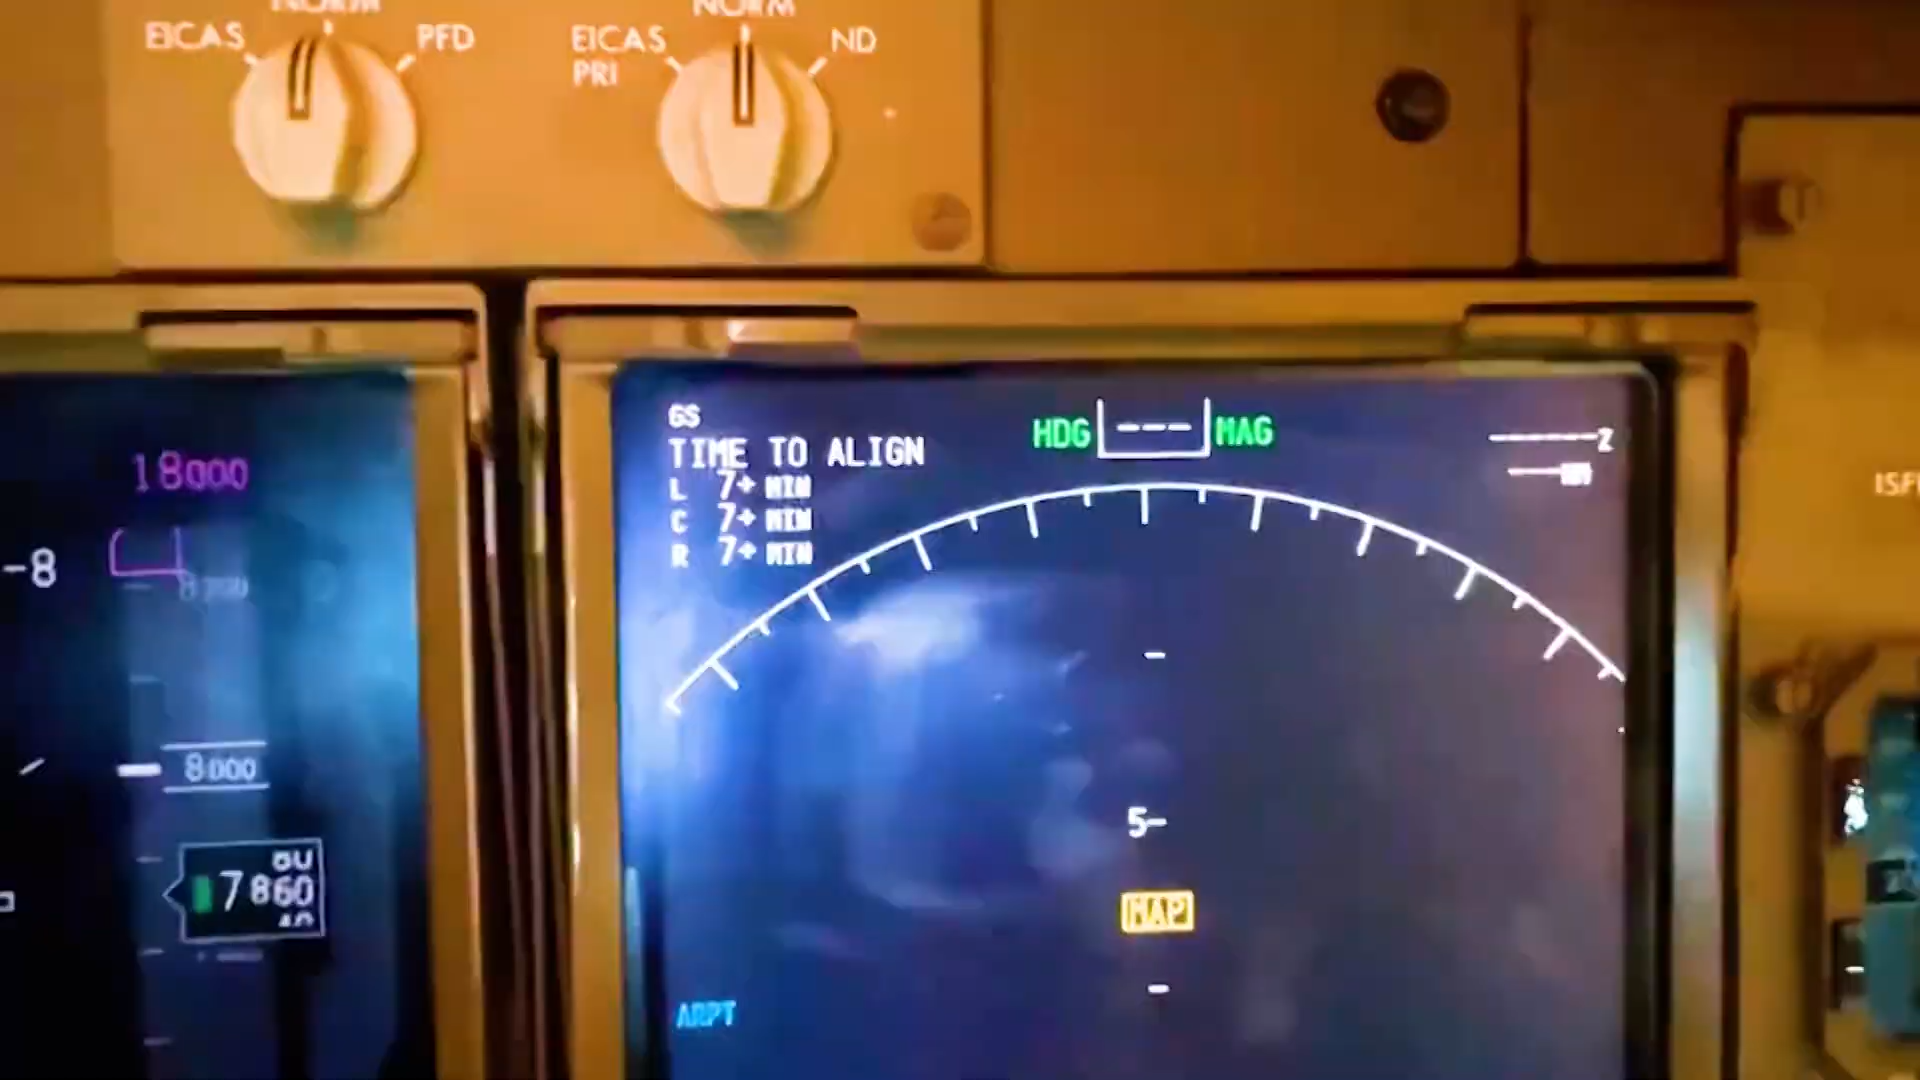 NORM
EICAS
PFD
NORM
EICAS
PRI
ND
18000
-8
8000
7860
GS
TIME TO ALIGN
L 7+ MIN
C 7+ MIN
R 7+ MIN
HDG --- MAG
------Z
5-
MAP
ARPT